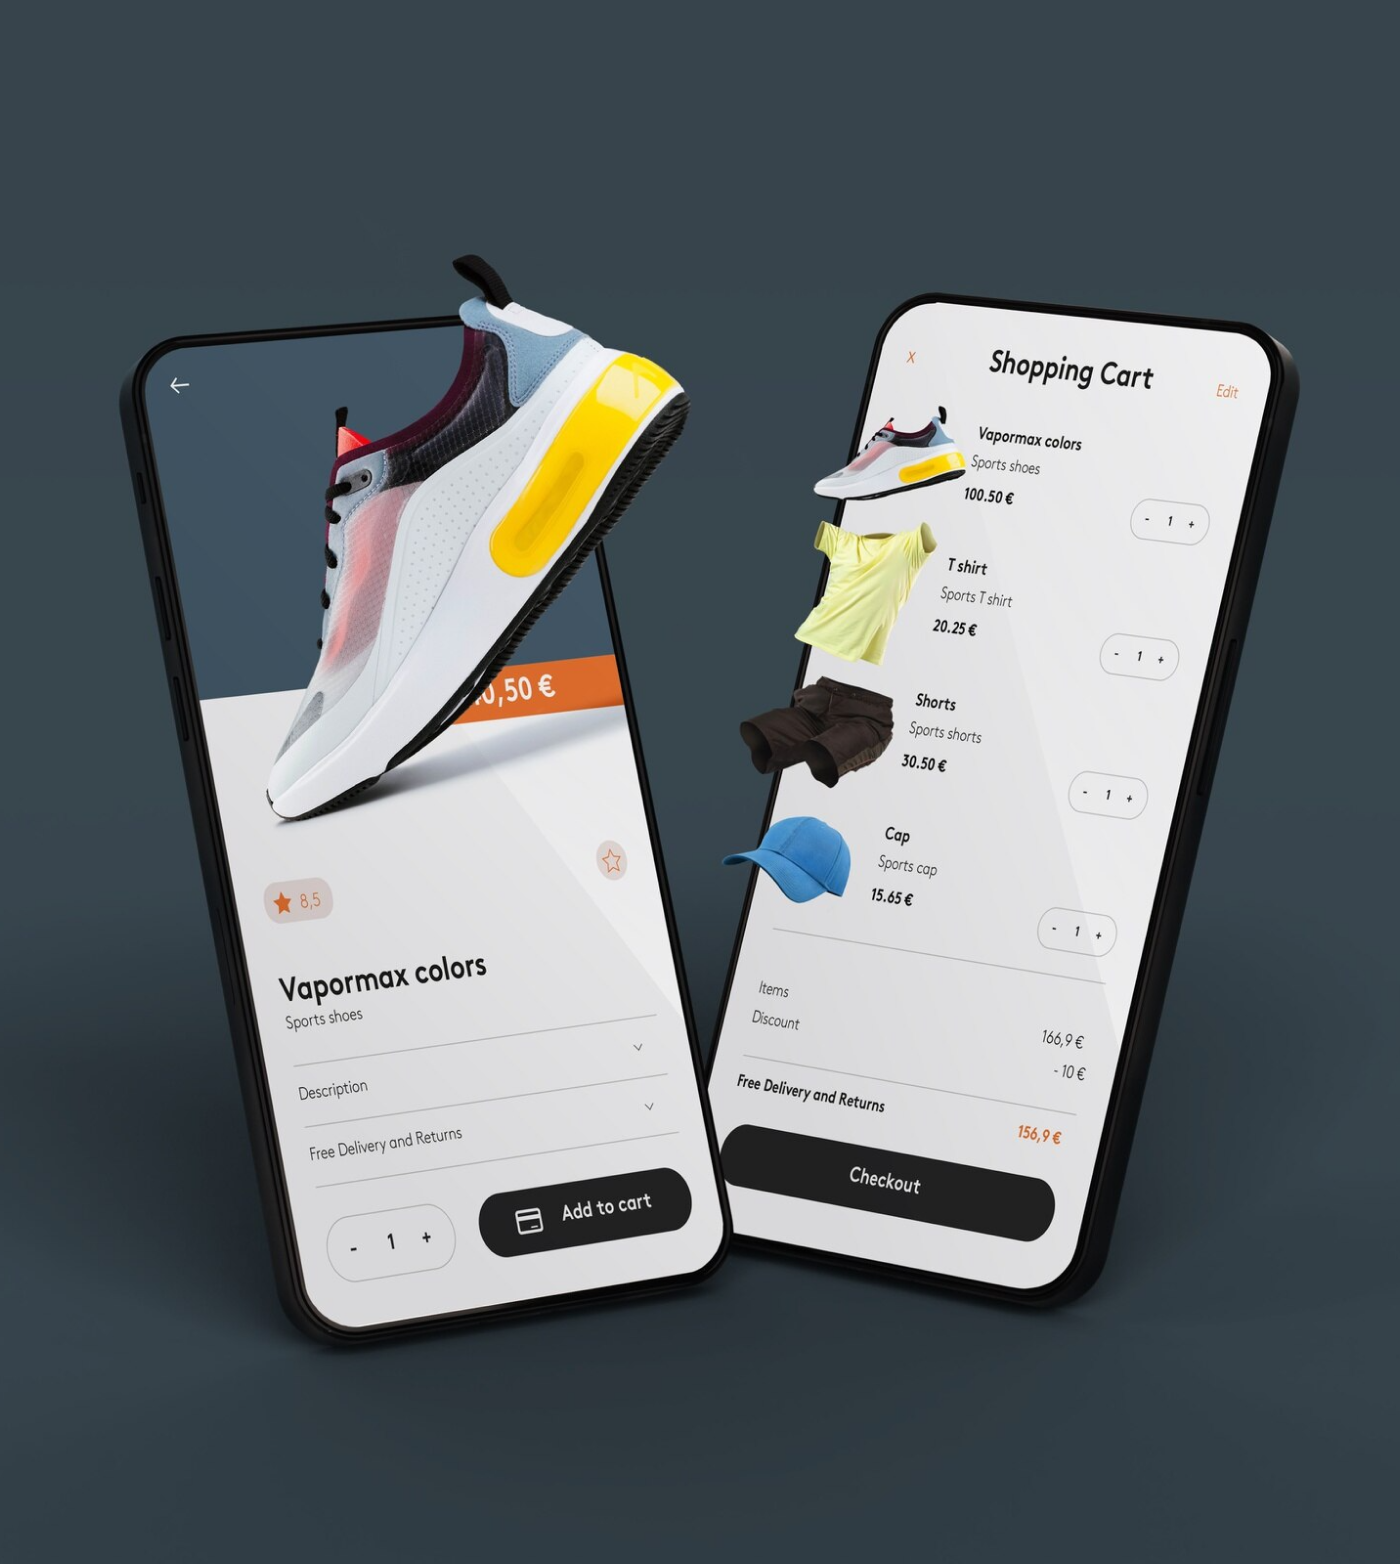 0,50 €
8,5
Vapormax colors
Sports shoes
Description
Free Delivery and Returns
- 1 +
Add to cart
X
Shopping Cart
Edit
Vapormax colors
Sports shoes
100.50 €
- 1 +
T shirt
Sports T shirt
20.25 €
- 1 +
Shorts
Sports shorts
30.50 €
- 1 +
Cap
Sports cap
15.65 €
- 1 +
Items
166,9 €
Discount
- 10 €
Free Delivery and Returns
156,9 €
Checkout